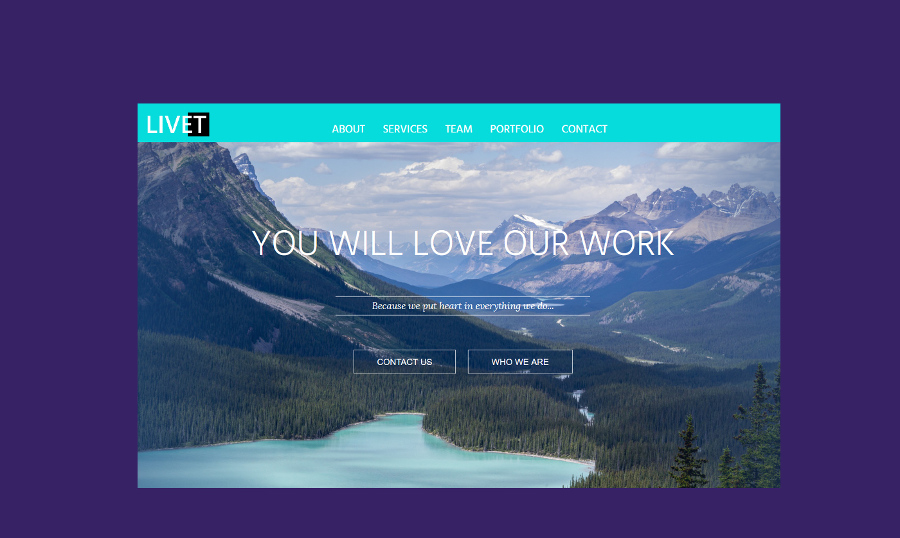 LIVET
ABOUT SERVICES TEAM PORTFOLIO CONTACT
YOU WILL LOVE OUR WORK
Because we put heart in everything we do...
CONTACT US WHO WE ARE